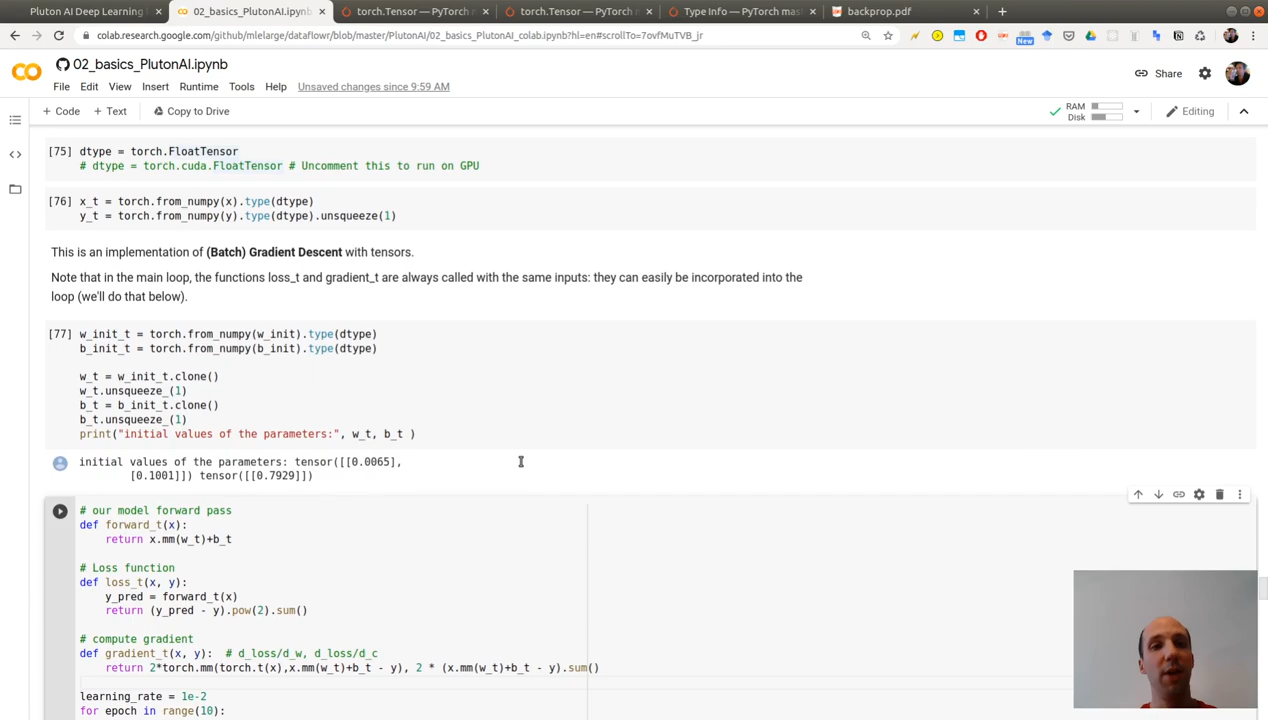 Pluton AI Deep Learning
02_basics_PlutonAI.ipynb
torch.Tensor — PyTorch m
torch.Tensor — PyTorch m
Type Info — PyTorch mast
backprop.pdf
colab.research.google.com/github/mlelarge/dataflowr/blob/master/PlutonAI/02_basics_PlutonAI_colab.ipynb?hl=en#scrollTo=7ovfMuTVB_jr
New
02_basics_PlutonAI.ipynb
File Edit View Insert Runtime Tools Help Unsaved changes since 9:59 AM
Share
+ Code + Text Copy to Drive
RAM
Disk
Editing
[75] dtype = torch.FloatTensor
# dtype = torch.cuda.FloatTensor # Uncomment this to run on GPU
[76] x_t = torch.from_numpy(x).type(dtype)
y_t = torch.from_numpy(y).type(dtype).unsqueeze(1)
This is an implementation of (Batch) Gradient Descent with tensors.
Note that in the main loop, the functions loss_t and gradient_t are always called with the same inputs: they can easily be incorporated into the
loop (we'll do that below).
[77] w_init_t = torch.from_numpy(w_init).type(dtype)
b_init_t = torch.from_numpy(b_init).type(dtype)
w_t = w_init_t.clone()
w_t.unsqueeze_(1)
b_t = b_init_t.clone()
b_t.unsqueeze_(1)
print("initial values of the parameters:", w_t, b_t )
initial values of the parameters: tensor([[0.0065],
[0.1001]]) tensor([[0.7929]])
# our model forward pass
def forward_t(x):
return x.mm(w_t)+b_t
# Loss function
def loss_t(x, y):
y_pred = forward_t(x)
return (y_pred - y).pow(2).sum()
# compute gradient
def gradient_t(x, y): # d_loss/d_w, d_loss/d_c
return 2*torch.mm(torch.t(x),x.mm(w_t)+b_t - y), 2 * (x.mm(w_t)+b_t - y).sum()
learning_rate = 1e-2
for epoch in range(10):